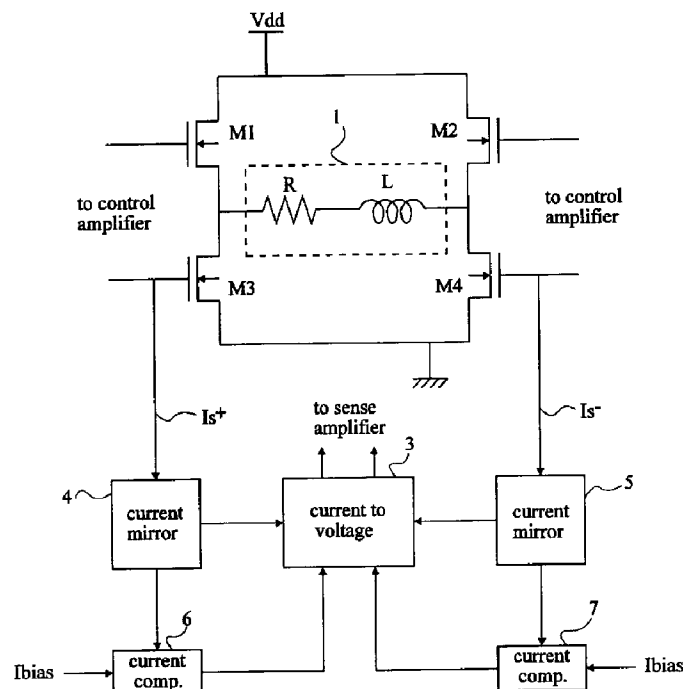 Vdd
M1
1
M2
R
L
to control
amplifier
to control
amplifier
M3
M4
Is+
to sense
amplifier
Is-
3
4
current
mirror
current to
voltage
5
current
mirror
6
7
Ibias
current
comp.
current
comp.
Ibias